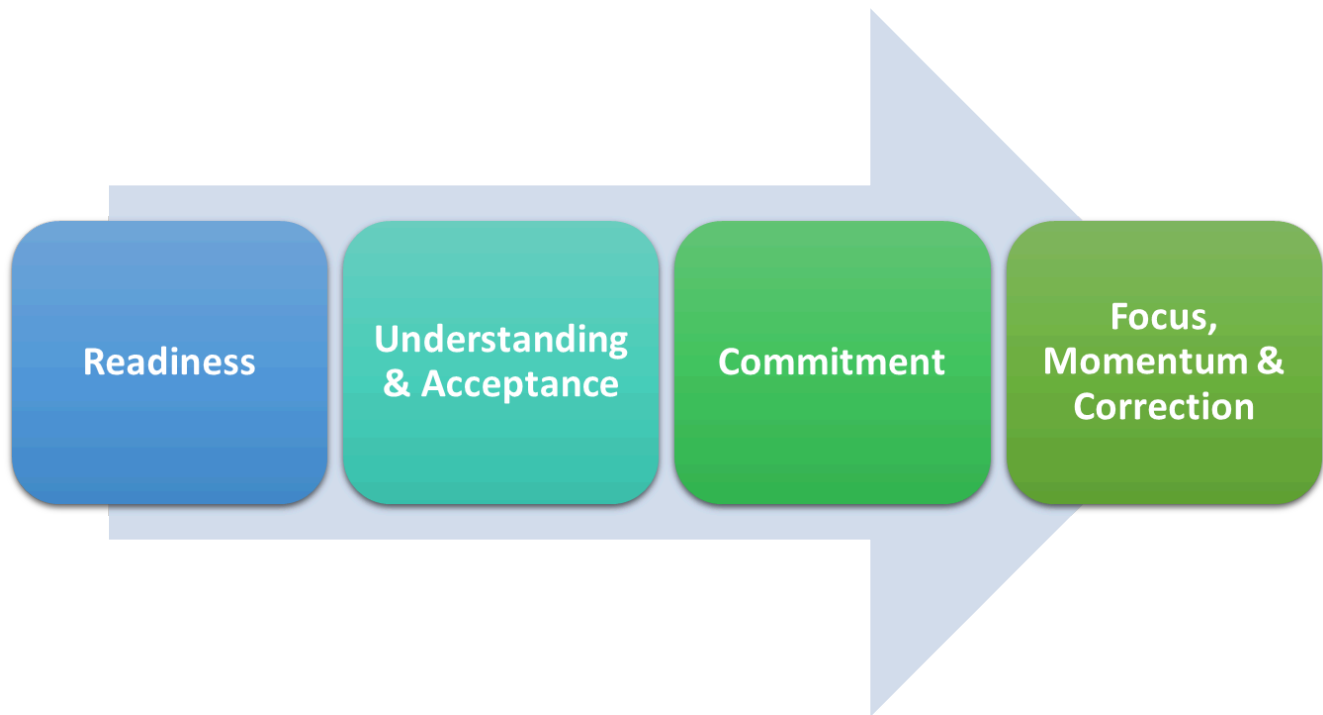 Readiness
Understanding
& Acceptance
Commitment
Focus,
Momentum &
Correction